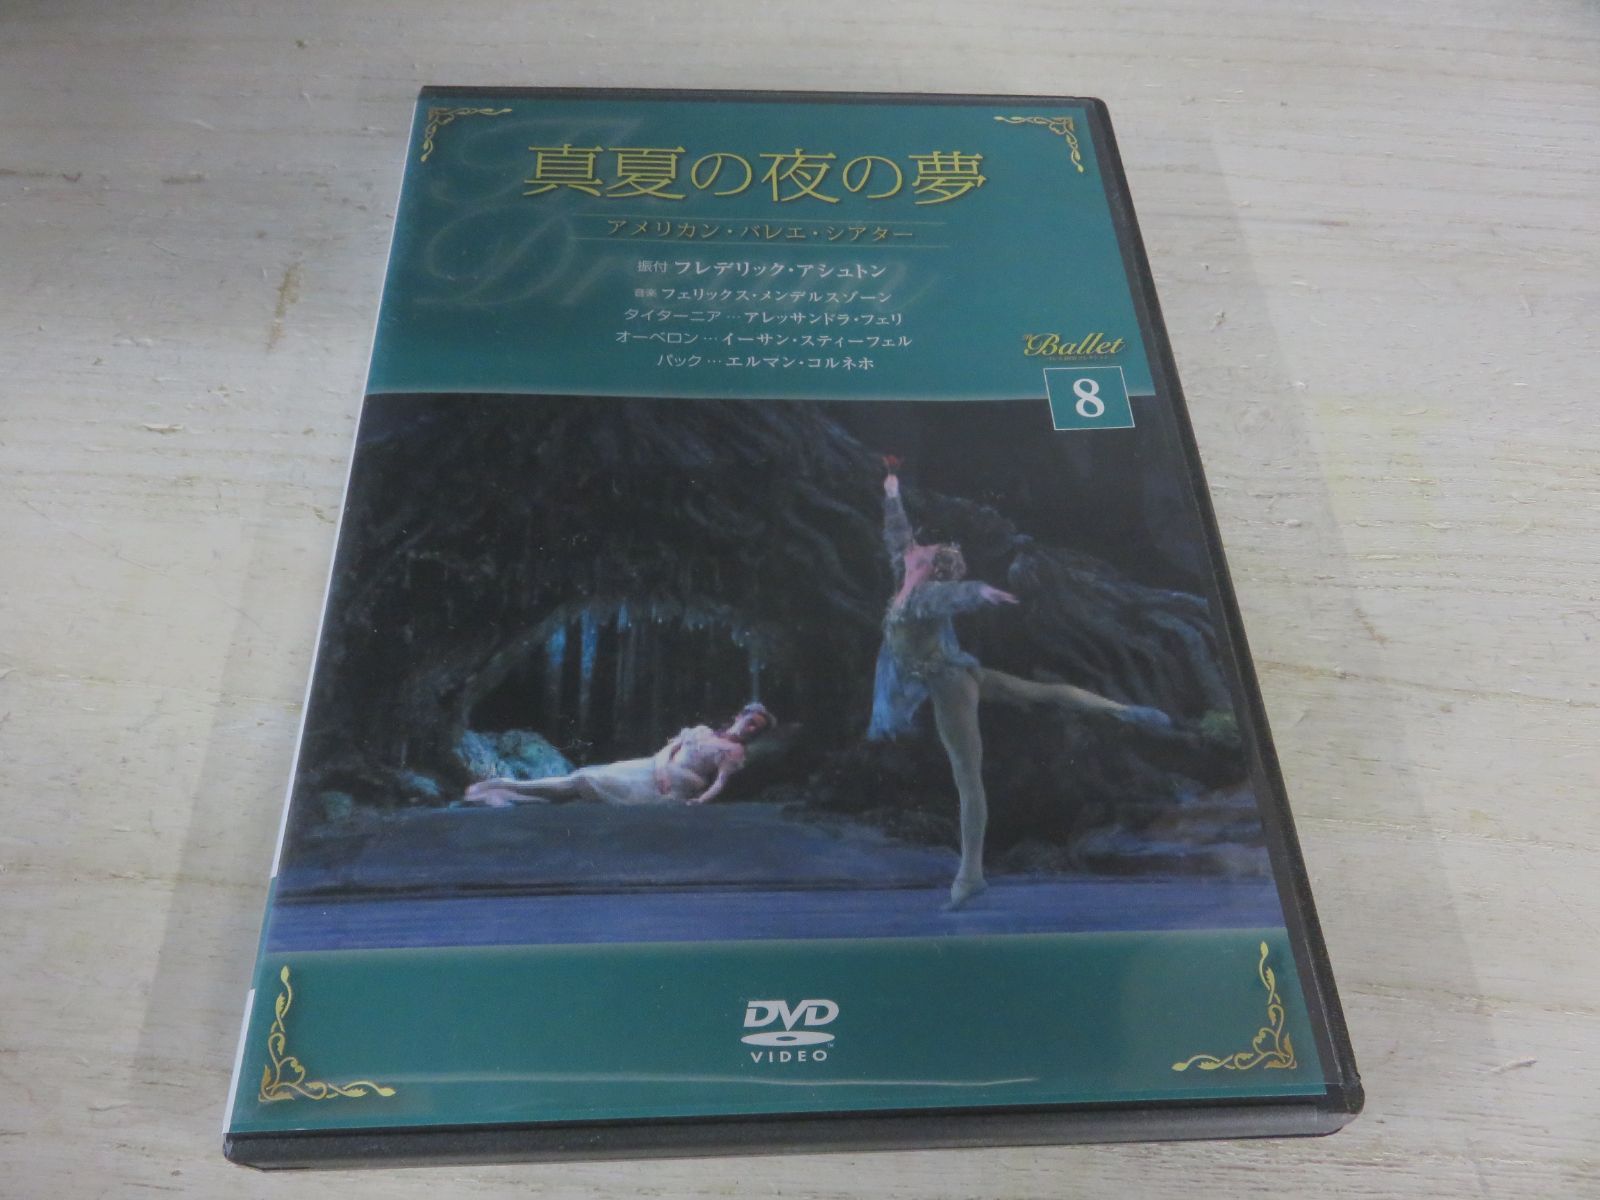 The
Dream
真夏の夜の夢
アメリカン・バレエ・シアター
振付 フレデリック・アシュトン
音楽 フェリックス・メンデルスゾーン
タイターニア … アレッサンドラ・フェリ
オーベロン … イーサン・スティーフェル
パック … エルマン・コルネホ
Ballet
8
DVD
VIDEO